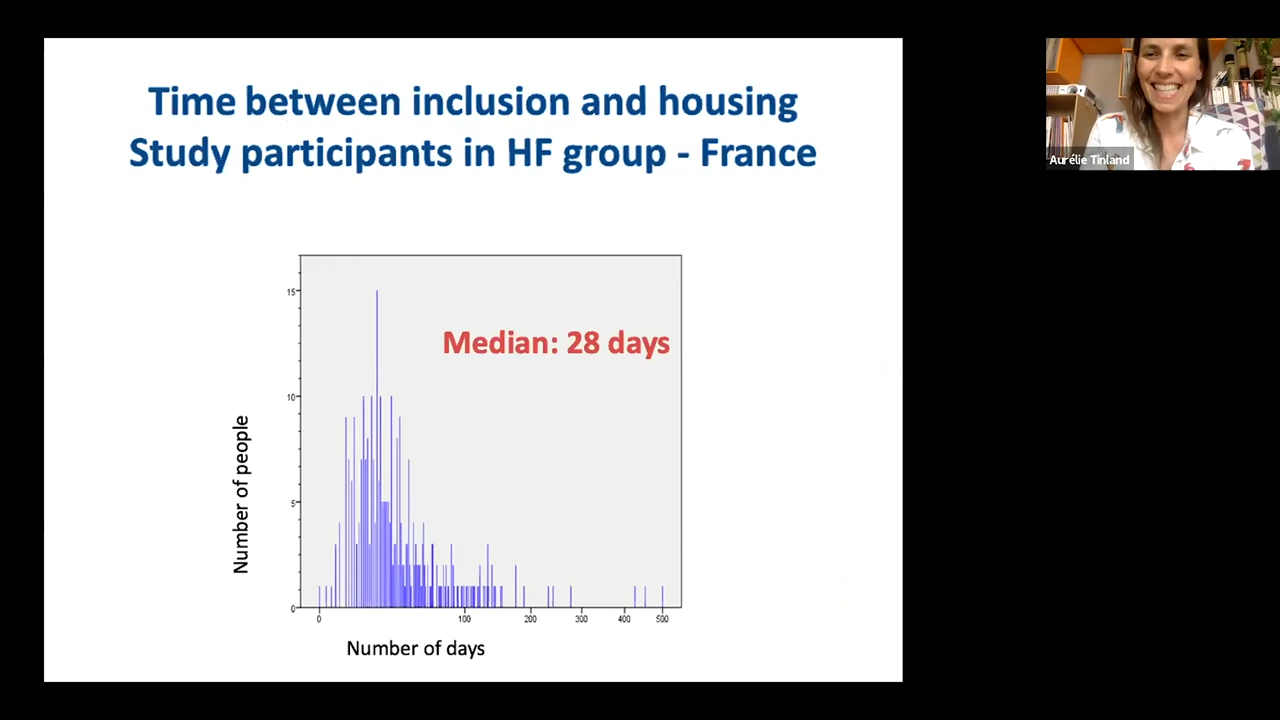 Time between inclusion and housing
Study participants in HF group - France
Aurélie Tinland
Median: 28 days
Number of people
15
10
5
0
0 100 200 300 400 500
Number of days